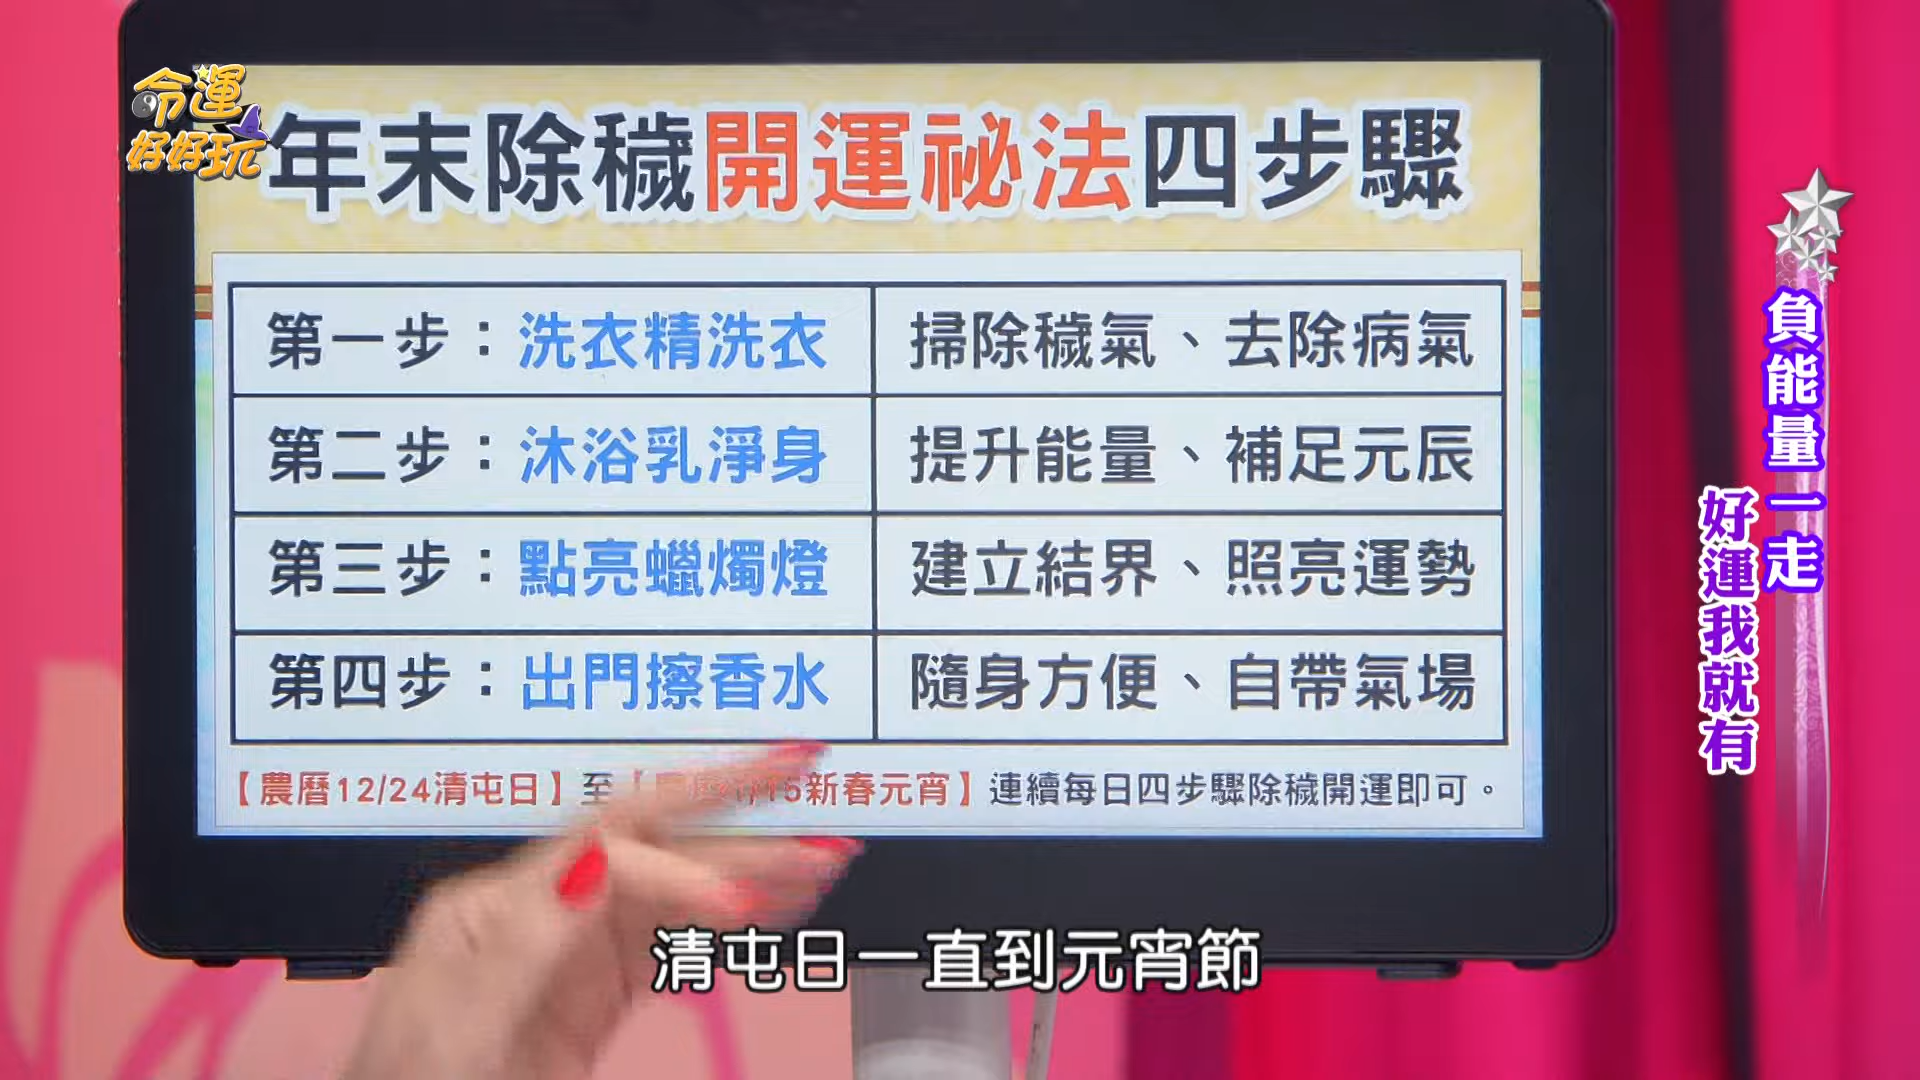 命運
好好玩
年末除穢開運祕法四步驟
第一步：洗衣精洗衣
掃除穢氣、去除病氣
第二步：沐浴乳淨身
提升能量、補足元辰
第三步：點亮蠟燭燈
建立結界、照亮運勢
第四步：出門擦香水
隨身方便、自帶氣場
【農曆12/24清屯日】至【農曆1/15新春元宵】連續每日四步驟除穢開運即可。
負能量一走
好運我就有
清屯日一直到元宵節